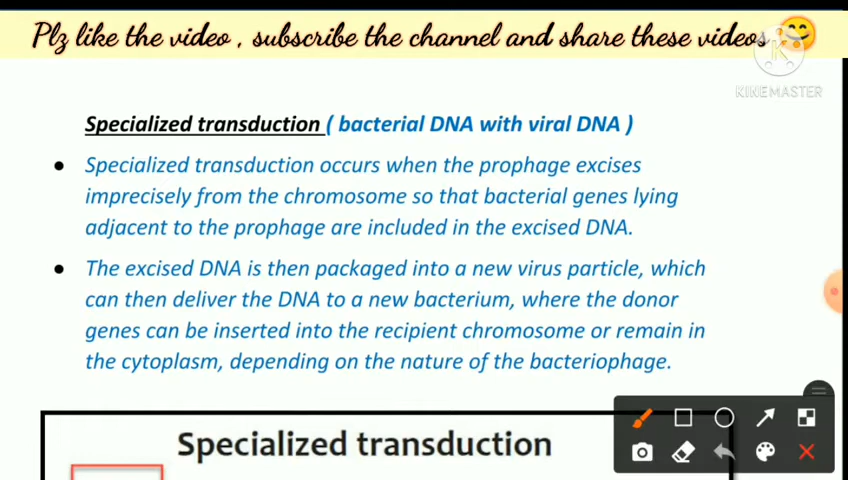 Plz like the video , subscribe the channel and share these videos
KINEMASTER
Specialized transduction ( bacterial DNA with viral DNA )
● Specialized transduction occurs when the prophage excises
imprecisely from the chromosome so that bacterial genes lying
adjacent to the prophage are included in the excised DNA.
● The excised DNA is then packaged into a new virus particle, which
can then deliver the DNA to a new bacterium, where the donor
genes can be inserted into the recipient chromosome or remain in
the cytoplasm, depending on the nature of the bacteriophage.
Specialized transduction